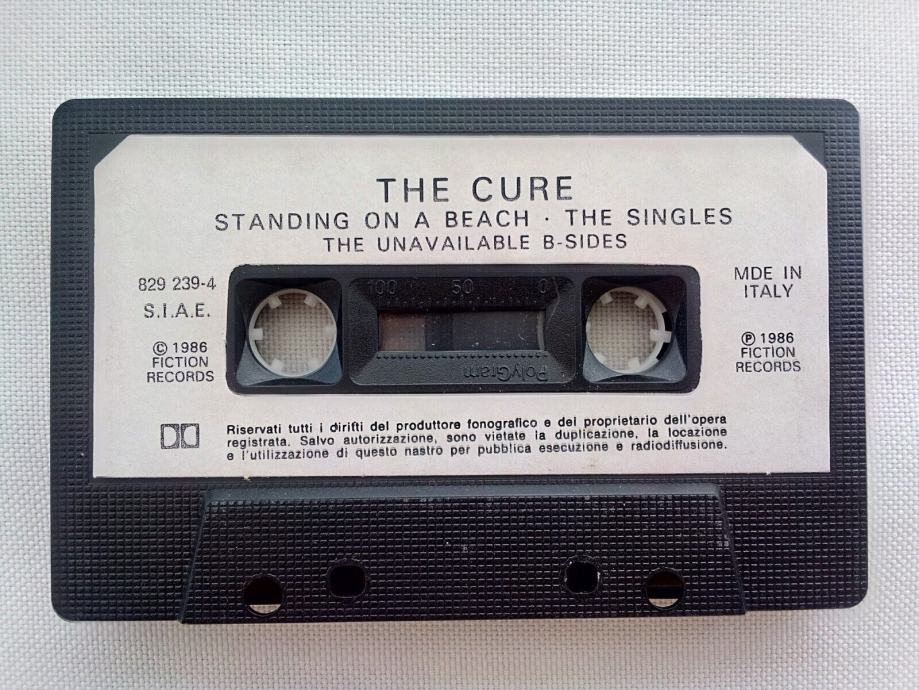 THE CURE
STANDING ON A BEACH · THE SINGLES
THE UNAVAILABLE B-SIDES
829 239-4
S.I.A.E.
© 1986
FICTION
RECORDS
100 50 0
PolyGram
MDE IN
ITALY
℗ 1986
FICTION
RECORDS
Riservati tutti i dirifti del produttore fonografico e del proprietario dell'opera
registrata. Salvo autorizzazione, sono vietate la duplicazione, la locazione
e l'utilizzazione di questo nastro per pubblica esecuzione e radiodiffusione.